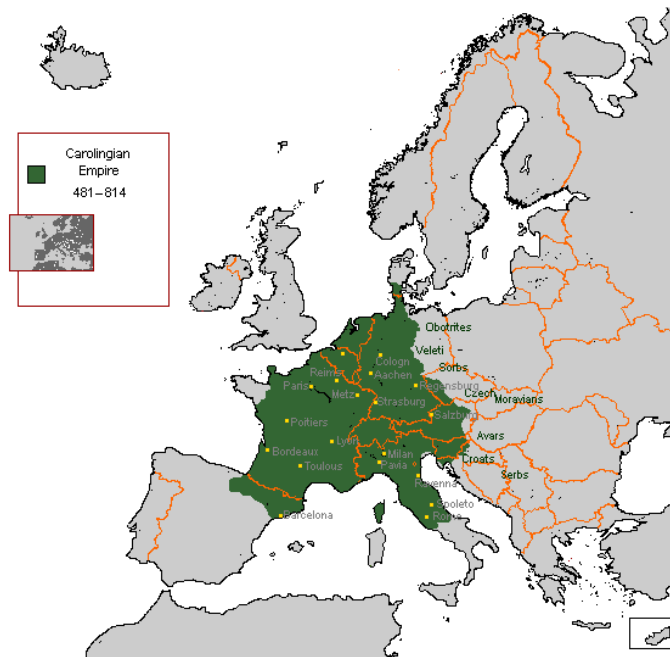 Carolingian
Empire
481–814
Obotrites
Veleti
Cologn
Sorbs
Reims
Aachen
Paris
Regensburg
Metz
Czech
Moravians
Strasburg
Salzburg
Poitiers
Avars
Lyon
Bordeaux
Milan
Croats
Toulous
Pavia
Serbs
Ravenna
Spoleto
Barcelona
Rome